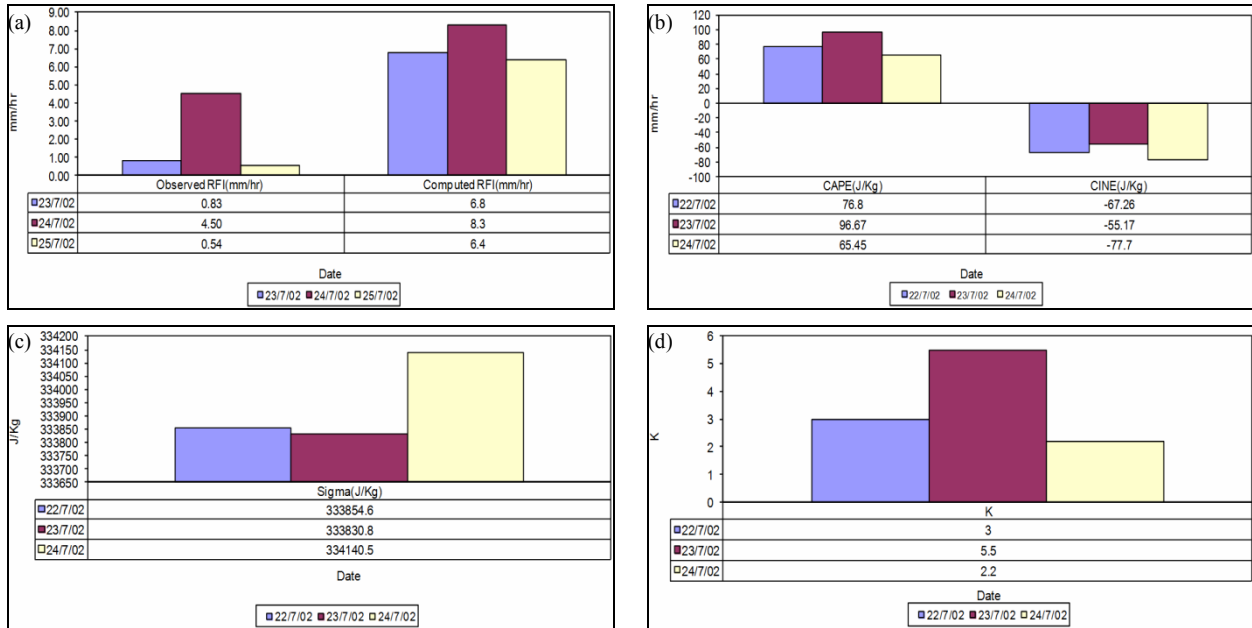 (a)
9.00
8.00
7.00
6.00
5.00
4.00
3.00
2.00
1.00
0.00
mm/hr
Observed RFI(mm/hr) Computed RFI(mm/hr)
23/7/02 0.83 6.8
24/7/02 4.50 8.3
25/7/02 0.54 6.4
Date
23/7/02 24/7/02 25/7/02
(b)
120
100
80
60
40
20
0
-20
-40
-60
-80
-100
mm/hr
CAPE(J/Kg) CINE(J/Kg)
22/7/02 76.8 -67.26
23/7/02 96.67 -55.17
24/7/02 65.45 -77.7
Date
22/7/02 23/7/02 24/7/02
(c)
334200
334150
334100
334050
334000
333950
333900
333850
333800
333750
333700
333650
J/Kg
Sigma(J/Kg)
22/7/02 333854.6
23/7/02 333830.8
24/7/02 334140.5
Date
22/7/02 23/7/02 24/7/02
(d)
6
5
4
3
2
1
0
K
K
22/7/02 3
23/7/02 5.5
24/7/02 2.2
Date
22/7/02 23/7/02 24/7/02